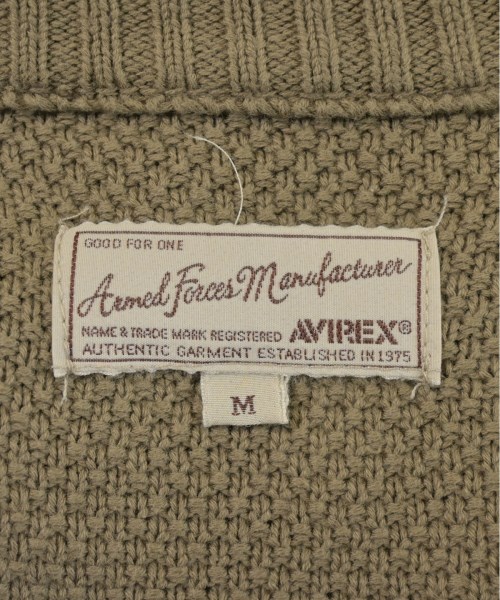 GOOD FOR ONE
Armed Forces Manufacturer
NAME & TRADE MARK REGISTERED AVIREX®
AUTHENTIC GARMENT ESTABLISHED IN 1975
M